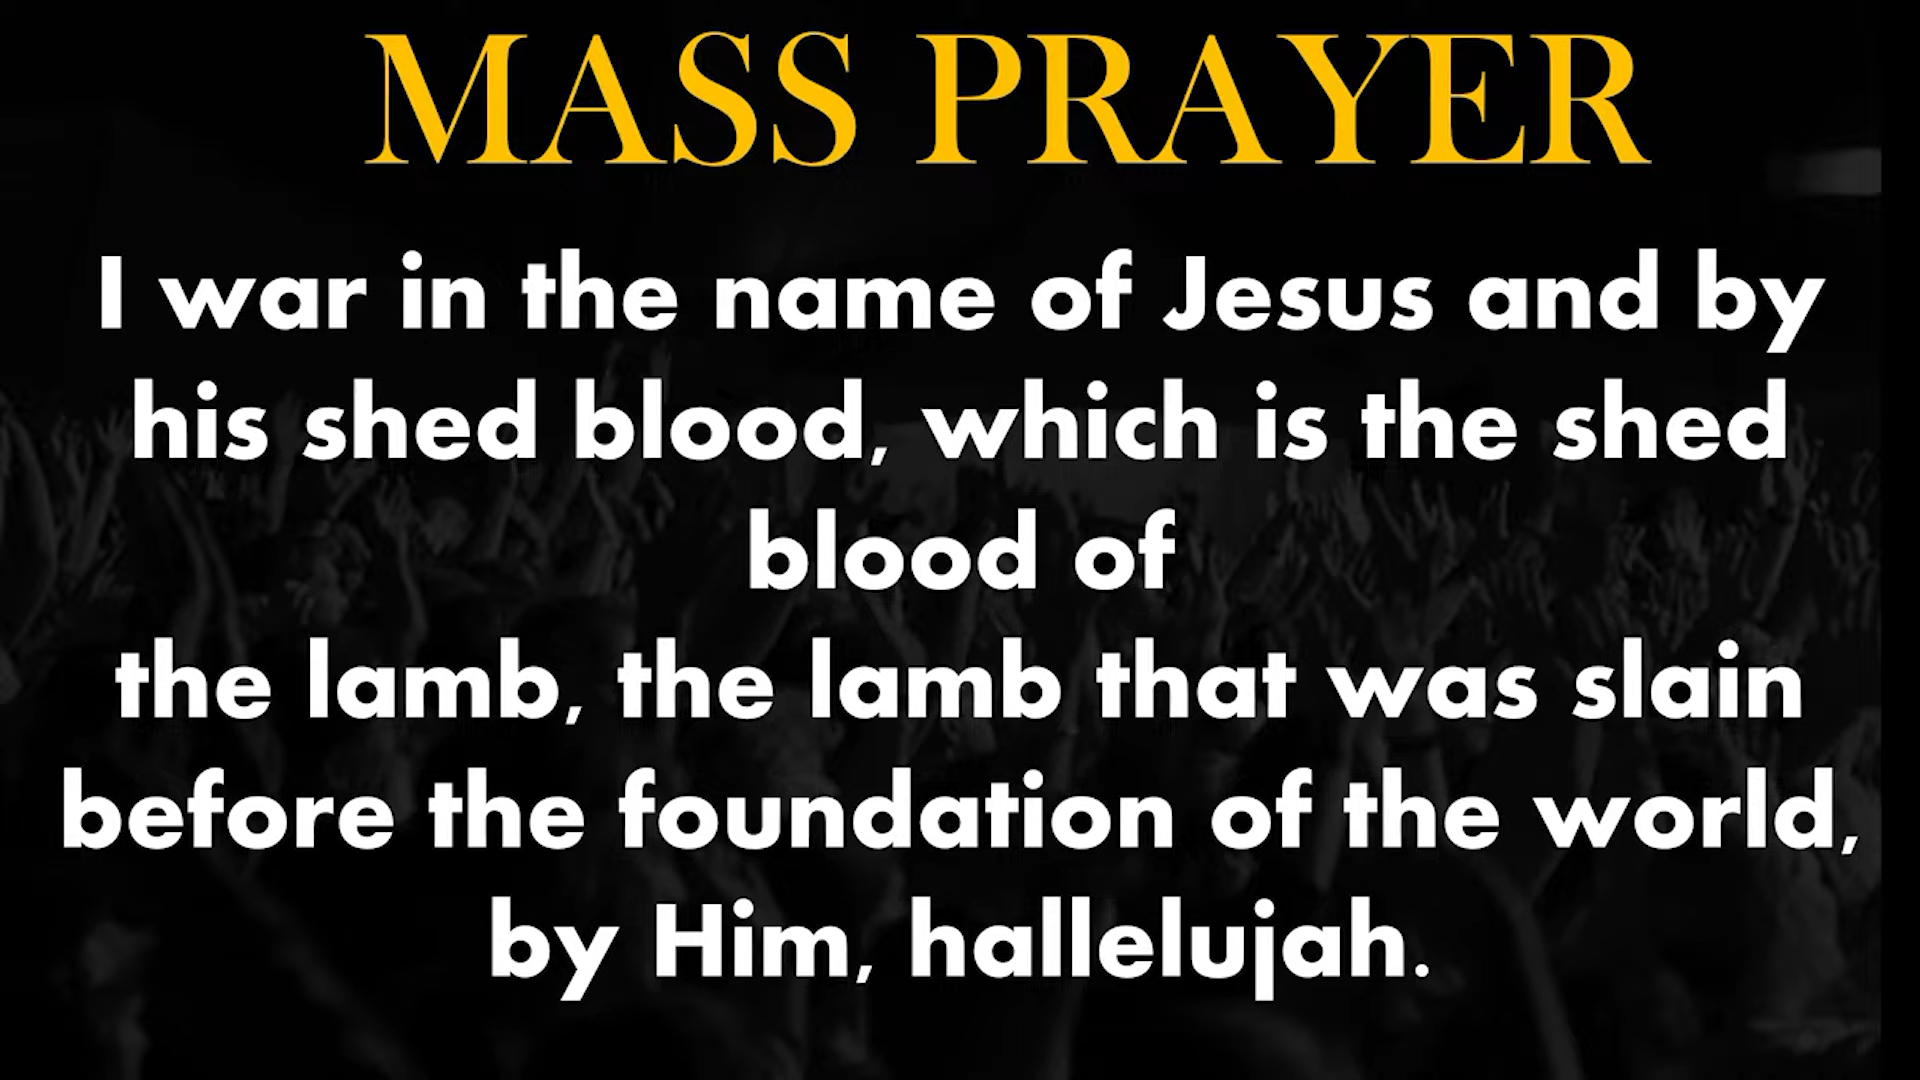 MASS PRAYER
I war in the name of Jesus and by
his shed blood, which is the shed
blood of
the lamb, the lamb that was slain
before the foundation of the world,
by Him, hallelujah.